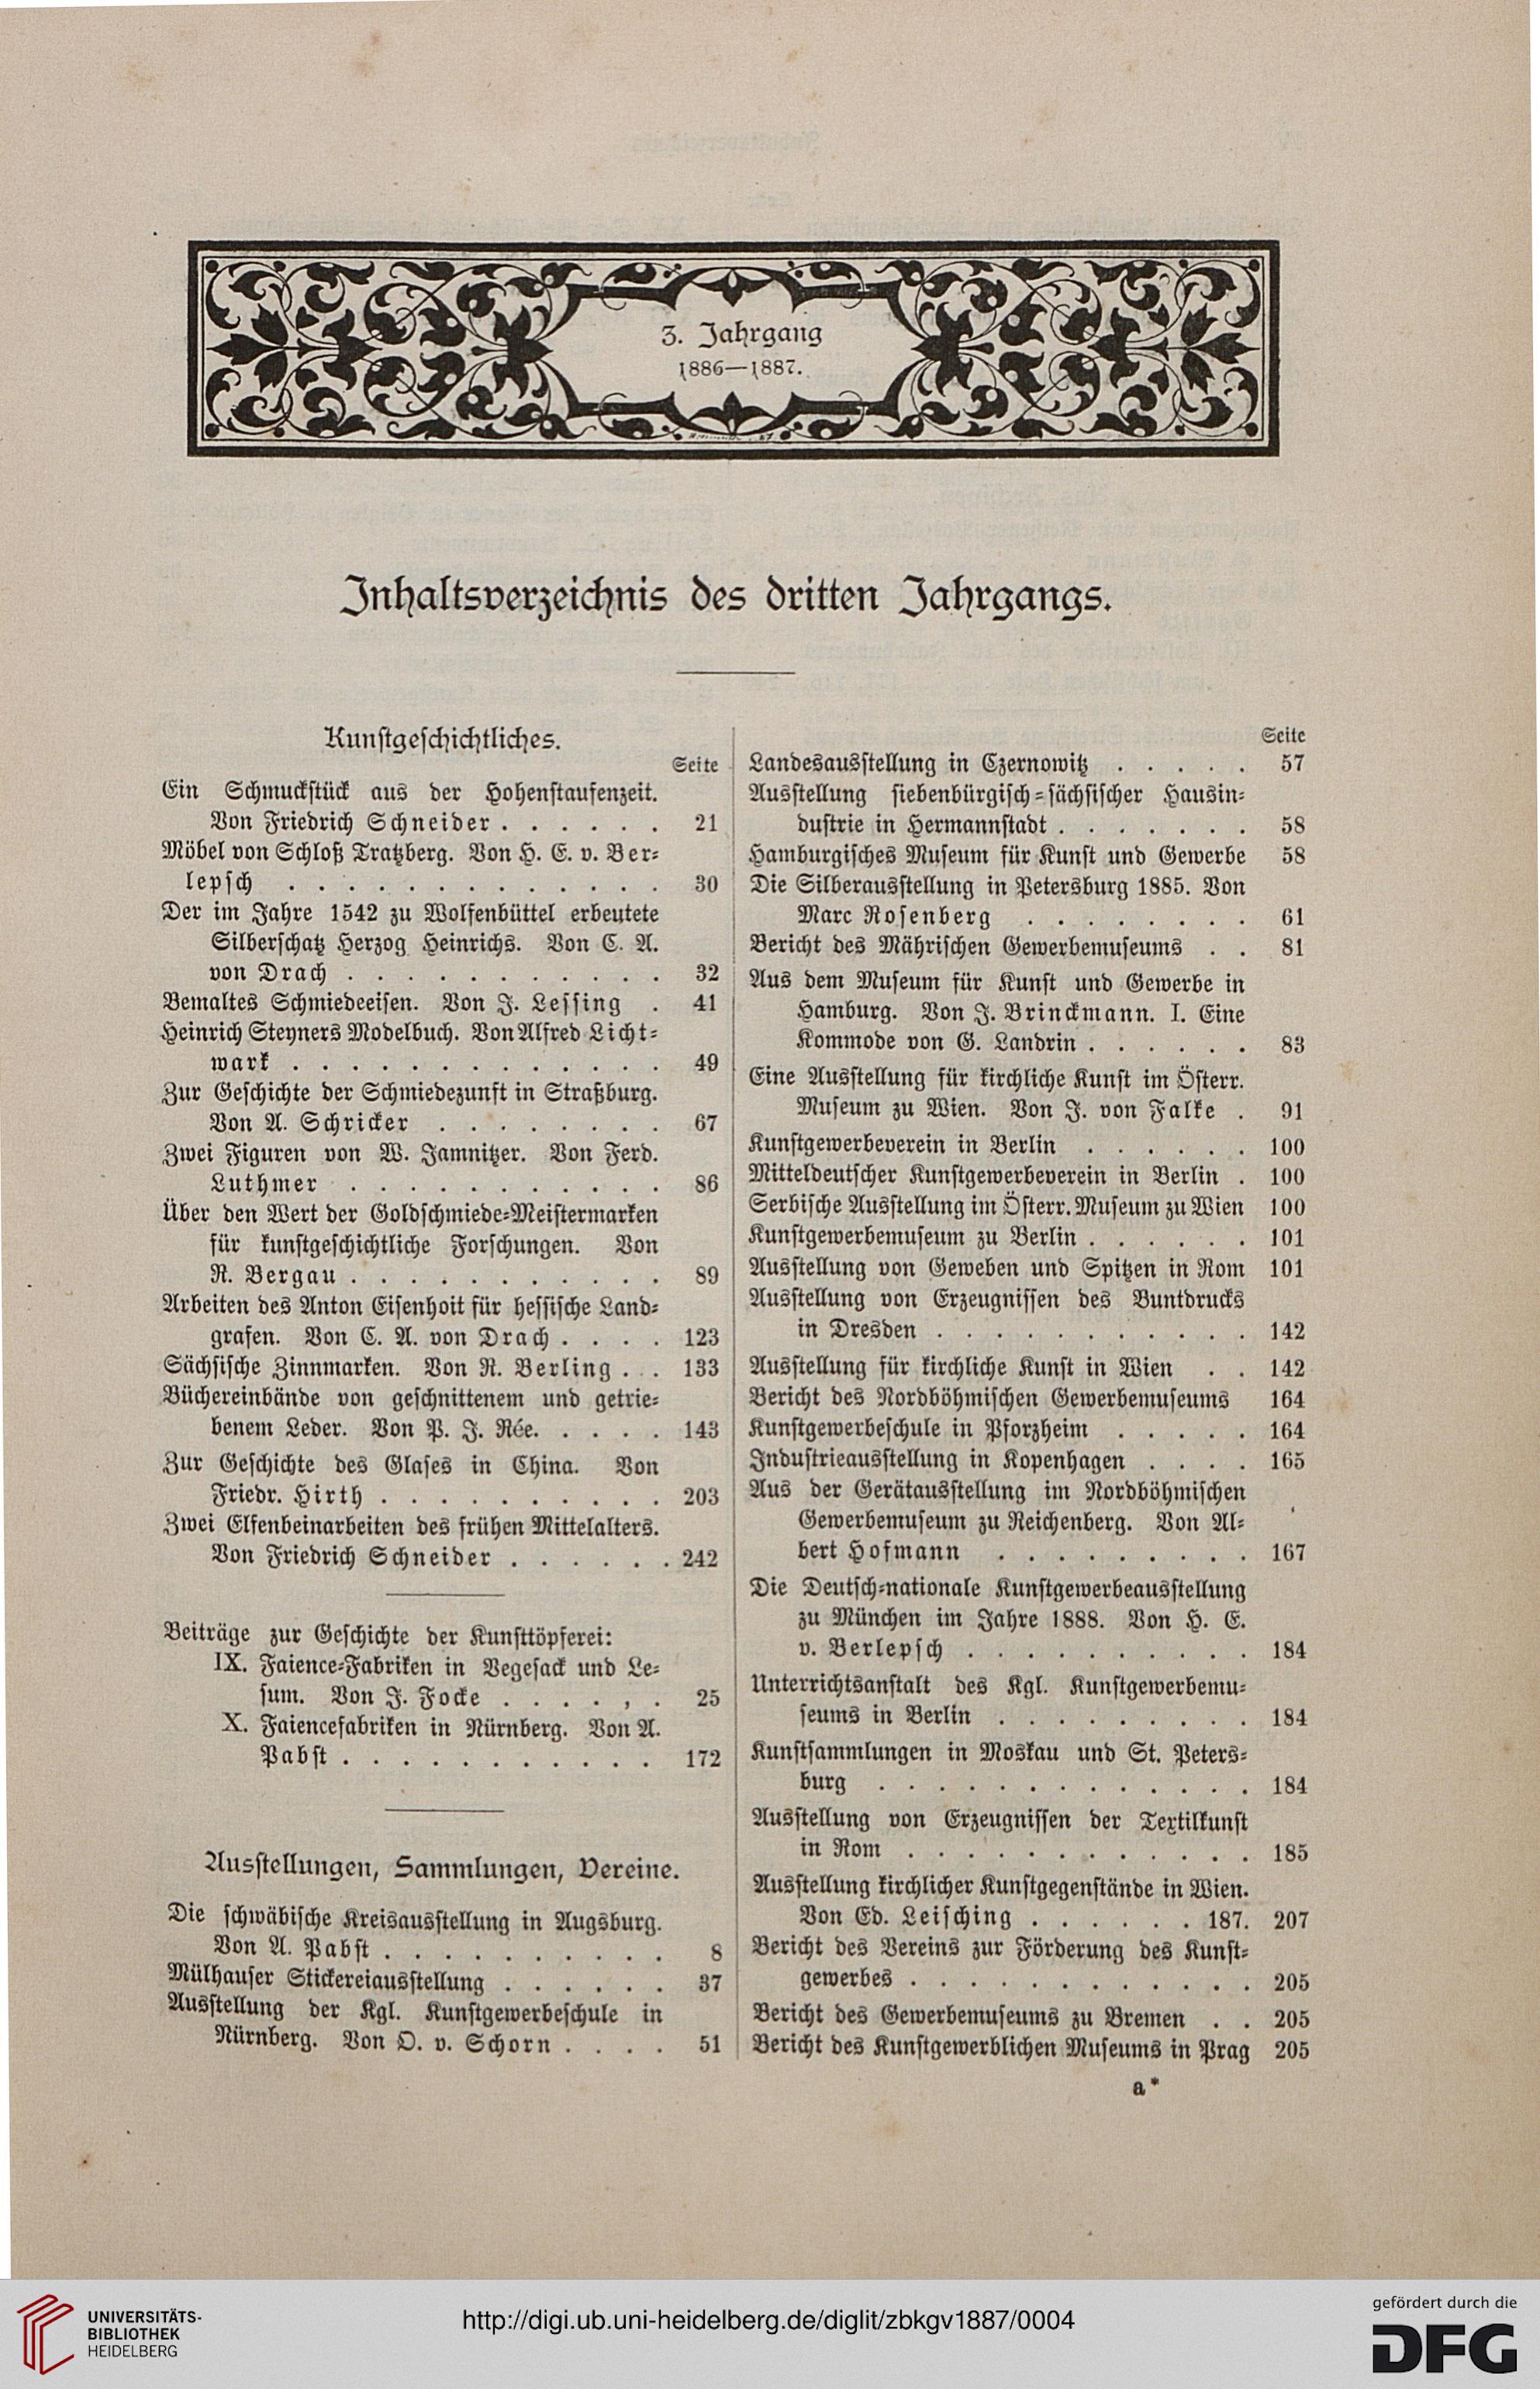 3. Jahrgang
1886—1887.
Inhaltsverzeichnis des dritten Jahrgangs.
Kunstgeschichtliches.
Seite
Ein Schmuckstück aus der Hohenstaufenzeit.
Von Friedrich Schneider . . . . . . 21
Möbel von Schloß Tratzberg. Von H. E. v. Ber-
lepsch . . . . . . . . . . . . . 30
Der im Jahre 1542 zu Wolfenbüttel erbeutete
Silberschatz Herzog Heinrichs. Von C. A.
von Drach . . . . . . . . . . . 32
Bemaltes Schmiedeeisen. Von J. Lessing . 41
Heinrich Steyners Modelbuch. Von Alfred Licht-
wark . . . . . . . . . . . . . 49
Zur Geschichte der Schmiedezunft in Straßburg.
Von A. Schricker . . . . . . . . 67
Zwei Figuren von W. Jamnitzer. Von Ferd.
Luthmer . . . . . . . . . . . 86
Über den Wert der Goldschmiede-Meistermarken
für kunstgeschichtliche Forschungen. Von
R. Bergau . . . . . . . . . . . 89
Arbeiten des Anton Eisenhoit für hessische Land-
grafen. Von C. A. von Drach . . . . 123
Sächsische Zinnmarken. Von R. Berling . . . 133
Büchereinbände von geschnittenem und getrie-
benem Leder. Von P. J. Rée. . . . . 143
Zur Geschichte des Glases in China. Von
Friedr. Hirth . . . . . . . . . . 203
Zwei Elfenbeinarbeiten des frühen Mittelalters.
Von Friedrich Schneider . . . . . . 242
Beiträge zur Geschichte der Kunsttöpferei:
IX. Faience-Fabriken in Vegesack und Le-
sum. Von J. Focke . . . . , . 25
X. Faiencefabriken in Nürnberg. Von A.
Pabst . . . . . . . . . . . 172
Ausstellungen, Sammlungen, Vereine.
Die schwäbische Kreisausstellung in Augsburg.
Von A. Pabst . . . . . . . . . . 8
Mülhauser Stickereiausstellung . . . . . . 37
Ausstellung der Kgl. Kunstgewerbeschule in
Nürnberg. Von O. v. Schorn . . . . 51
Seite
Landesausstellung in Czernowitz . . . . . 57
Ausstellung siebenbürgisch-sächsischer Hausin-
dustrie in Hermannstadt . . . . . . . 58
Hamburgisches Museum für Kunst und Gewerbe 58
Die Silberausstellung in Petersburg 1885. Von
Marc Rosenberg . . . . . . . . 61
Bericht des Mährischen Gewerbemuseums . . 81
Aus dem Museum für Kunst und Gewerbe in
Hamburg. Von J. Brinckmann. I. Eine
Kommode von G. Landrin . . . . . . 83
Eine Ausstellung für kirchliche Kunst im Österr.
Museum zu Wien. Von J. von Falke . 91
Kunstgewerbeverein in Berlin . . . . . . 100
Mitteldeutscher Kunstgewerbeverein in Berlin . 100
Serbische Ausstellung im Österr. Museum zu Wien 100
Kunstgewerbemuseum zu Berlin . . . . . . 101
Ausstellung von Geweben und Spitzen in Rom 101
Ausstellung von Erzeugnissen des Buntdrucks
in Dresden . . . . . . . . . . . 142
Ausstellung für kirchliche Kunst in Wien . . 142
Bericht des Nordböhmischen Gewerbemuseums 164
Kunstgewerbeschule in Pforzheim . . . . . 164
Industrieausstellung in Kopenhagen . . . . 165
Aus der Gerätausstellung im Nordböhmischen
Gewerbemuseum zu Reichenberg. Von Al-
bert Hofmann . . . . . . . . . 167
Die Deutsch-nationale Kunstgewerbeausstellung
zu München im Jahre 1888. Von H. E.
v. Berlepsch . . . . . . . . . . 184
Unterrichtsanstalt des Kgl. Kunstgewerbemu-
seums in Berlin . . . . . . . . . 184
Kunstsammlungen in Moskau und St. Peters-
burg . . . . . . . . . . . . . 184
Ausstellung von Erzeugnissen der Textilkunst
in Rom . . . . . . . . . . . . 185
Ausstellung kirchlicher Kunstgegenstände in Wien.
Von Ed. Leisching . . . . . . 187. 207
Bericht des Vereins zur Förderung des Kunst-
gewerbes . . . . . . . . . . . . 205
Bericht des Gewerbemuseums zu Bremen . . 205
Bericht des Kunstgewerblichen Museums in Prag 205
a*
UNIVERSITÄTS-
BIBLIOTHEK
HEIDELBERG
http://digi.ub.uni-heidelberg.de/diglit/zbkgv1887/0004
gefördert durch die
DFG